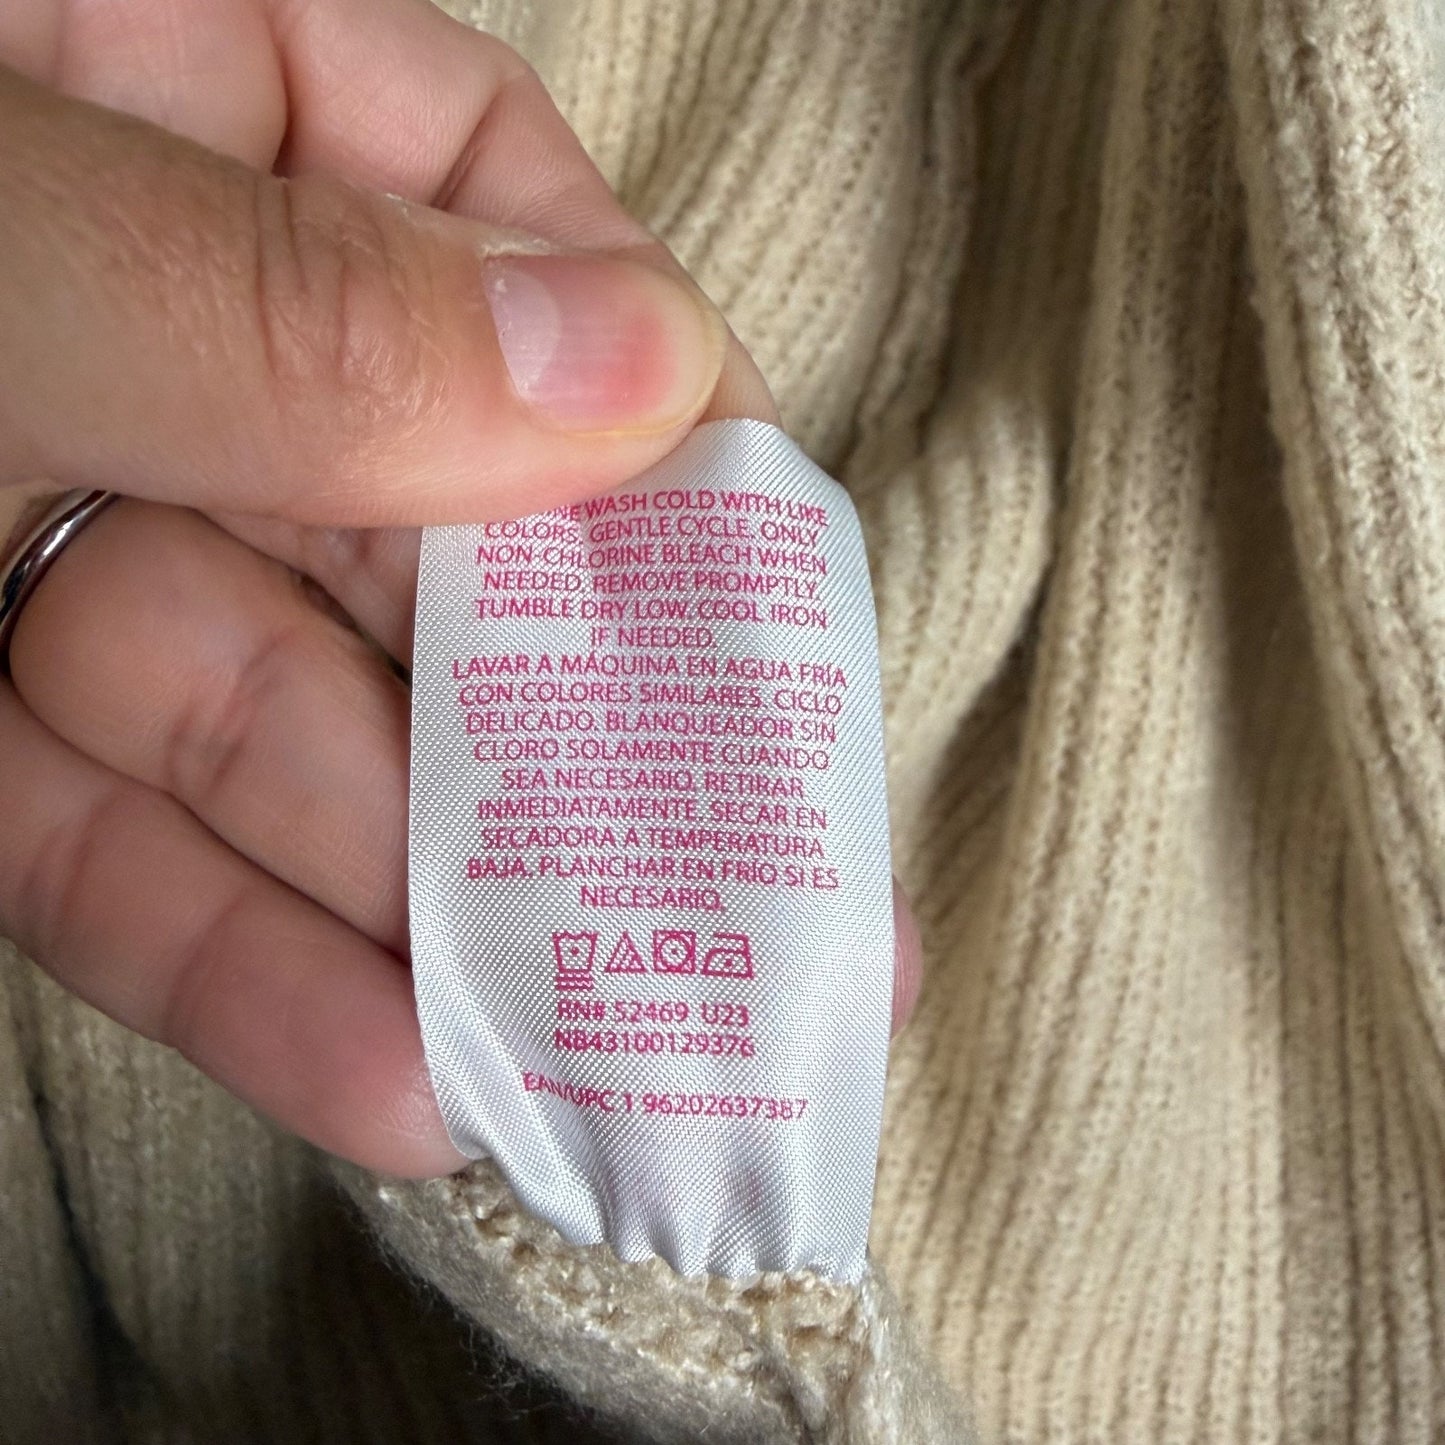 WASH COLD WITH LIKE
COLORS, GENTLE CYCLE. ONLY
NON-CHLORINE BLEACH WHEN
NEEDED. REMOVE PROMPTLY
TUMBLE DRY LOW. COOL IRON
IF NEEDED.
LAVAR A MÁQUINA EN AGUA FRÍA
CON COLORES SIMILARES. CICLO
DELICADO. BLANQUEADOR SIN
CLORO SOLAMENTE CUANDO
SEA NECESARIO. RETIRAR
INMEDIATAMENTE. SECAR EN
SECADORA A TEMPERATURA
BAJA. PLANCHAR EN FRÍO SI ES
NECESARIO.
RN# 52469 U23
NB43100129376
EAN/UPC 1 96202637387